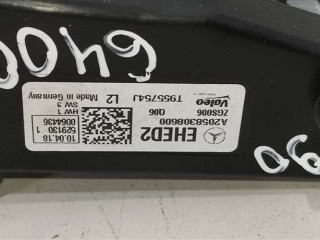 EHED2
A2058308600
ZGS006 Q06
Valeo T955754J
L2 Made in Germany
SW 3
HW 1
0064436
529130 1
10.04.18
6400
90